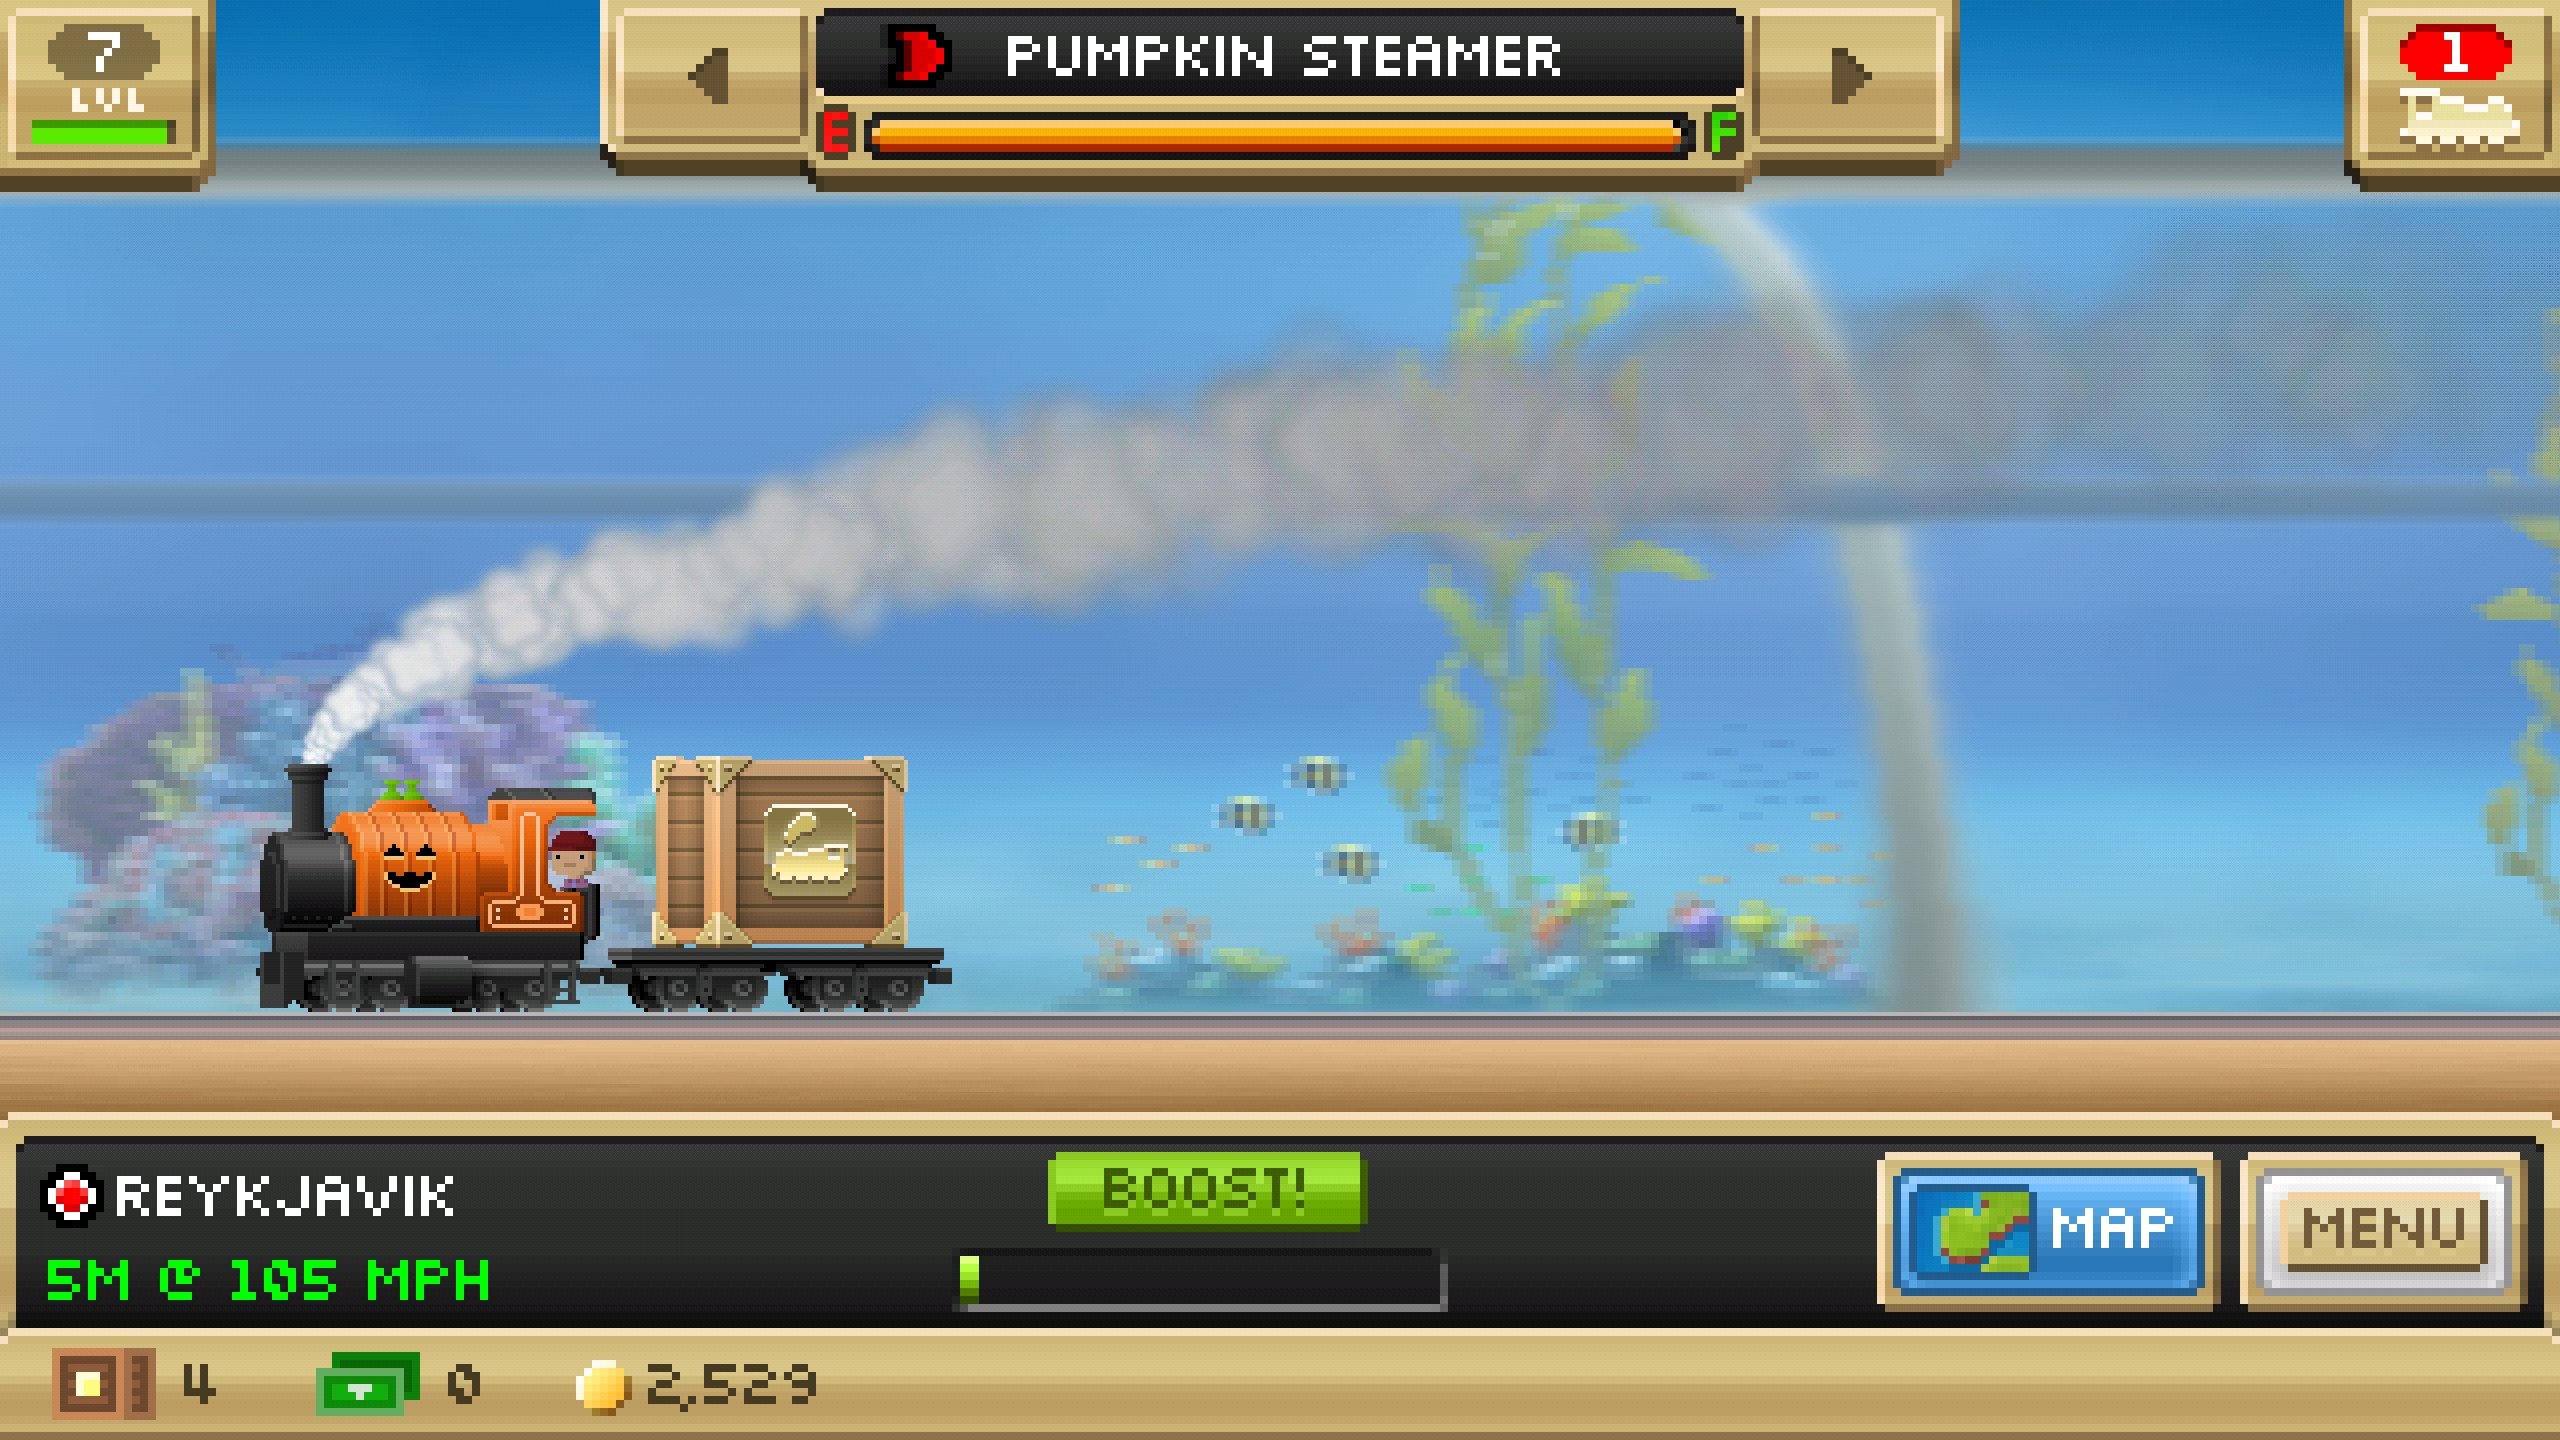 7
LVL
PUMPKIN STEAMER
E F
1
REYKJAVIK
5M @ 105 MPH
BOOST!
MAP
MENU
4
0
2,529